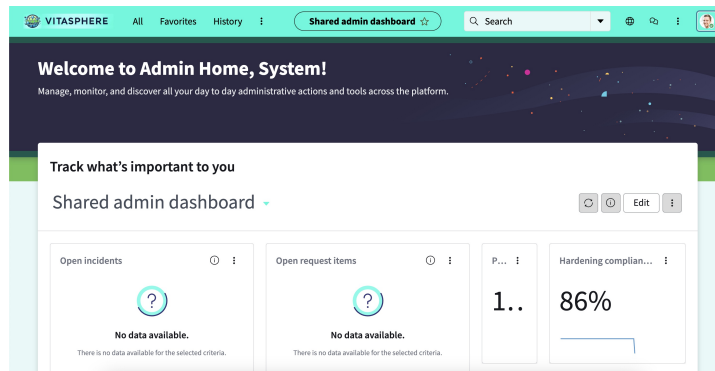 VITASPHERE All Favorites History Shared admin dashboard Search
Welcome to Admin Home, System!
Manage, monitor, and discover all your day to day administrative actions and tools across the platform.
Track what's important to you
Shared admin dashboard
Edit
Open incidents Open request items P... Hardening complian...
? ? 1.. 86%
No data available. No data available.
There is no data available for the selected criteria. There is no data available for the selected criteria.